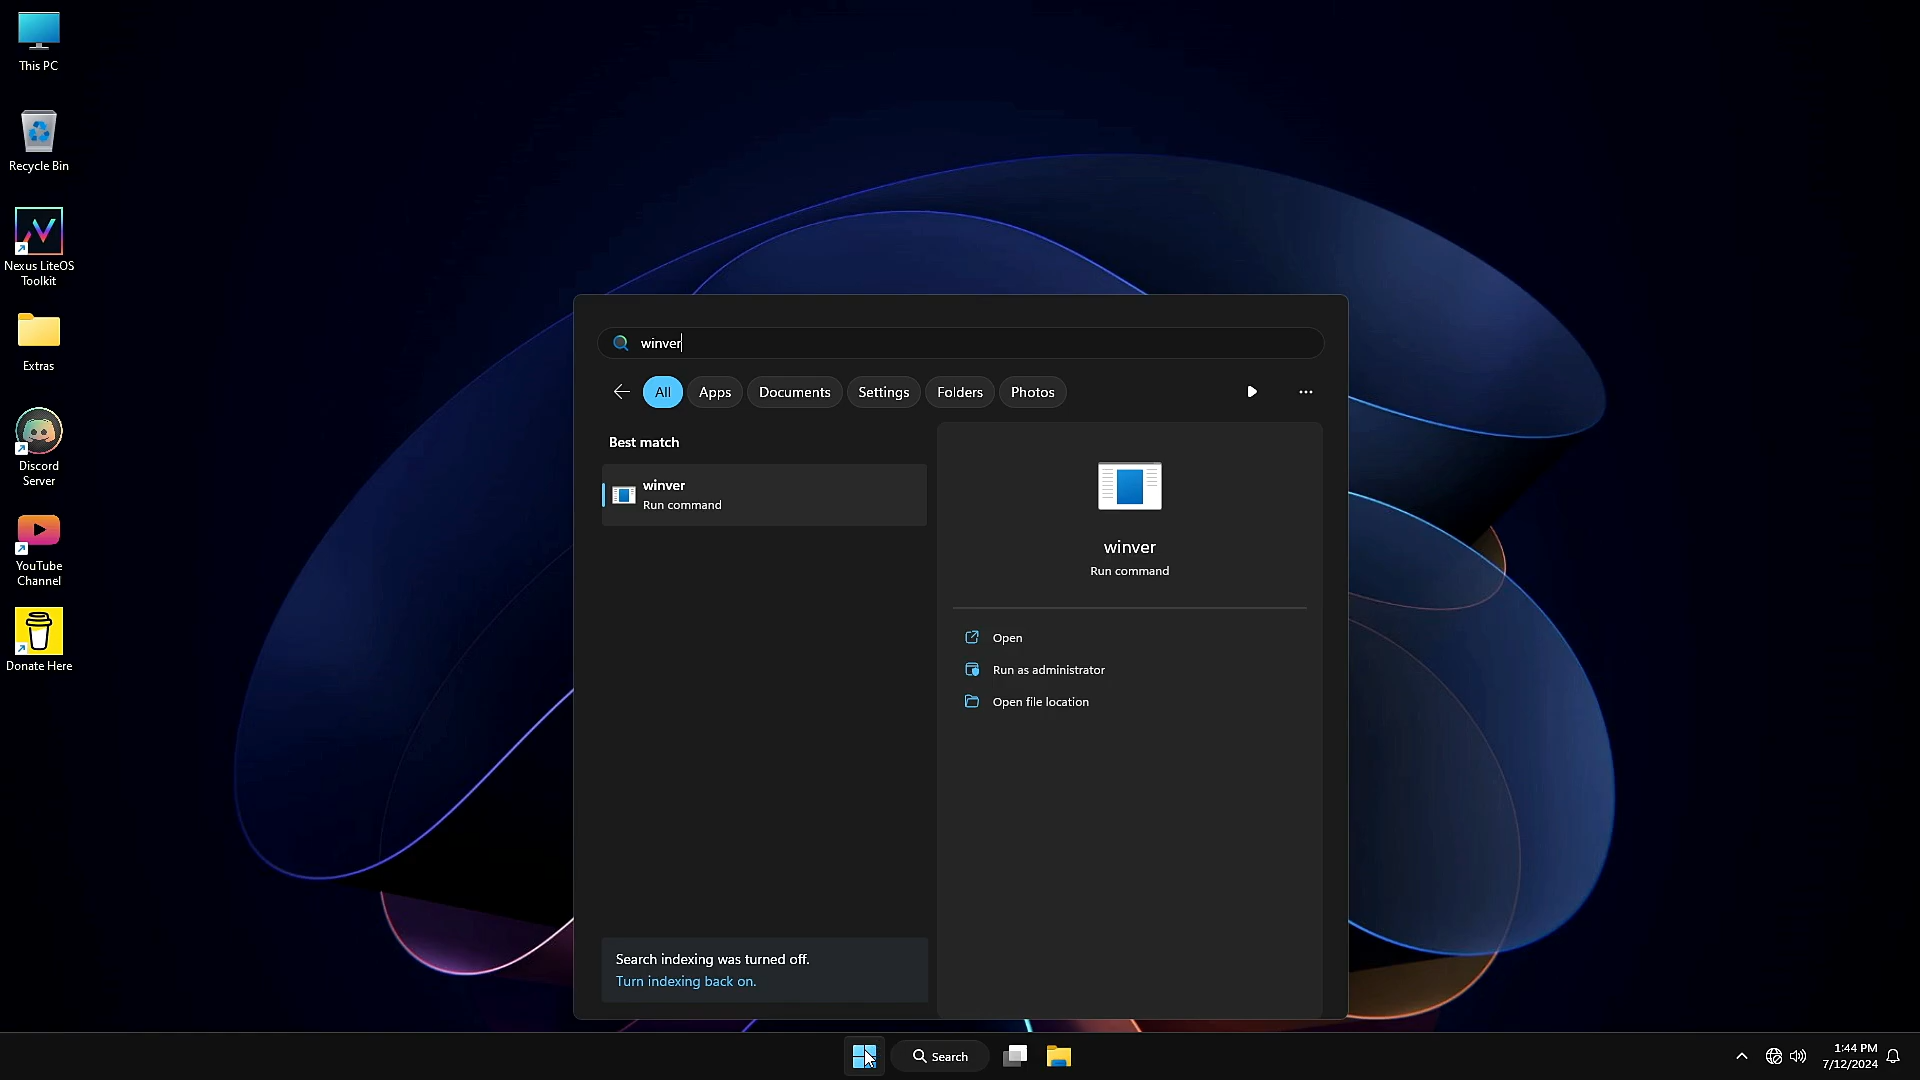 This PC
Recycle Bin
Nexus LiteOS
Toolkit
Extras
Discord
Server
YouTube
Channel
Donate Here
winver
All
Apps
Documents
Settings
Folders
Photos
Best match
winver
Run command
winver
Run command
Open
Run as administrator
Open file location
Search indexing was turned off.
Turn indexing back on.
Search
1:44 PM
7/12/2024